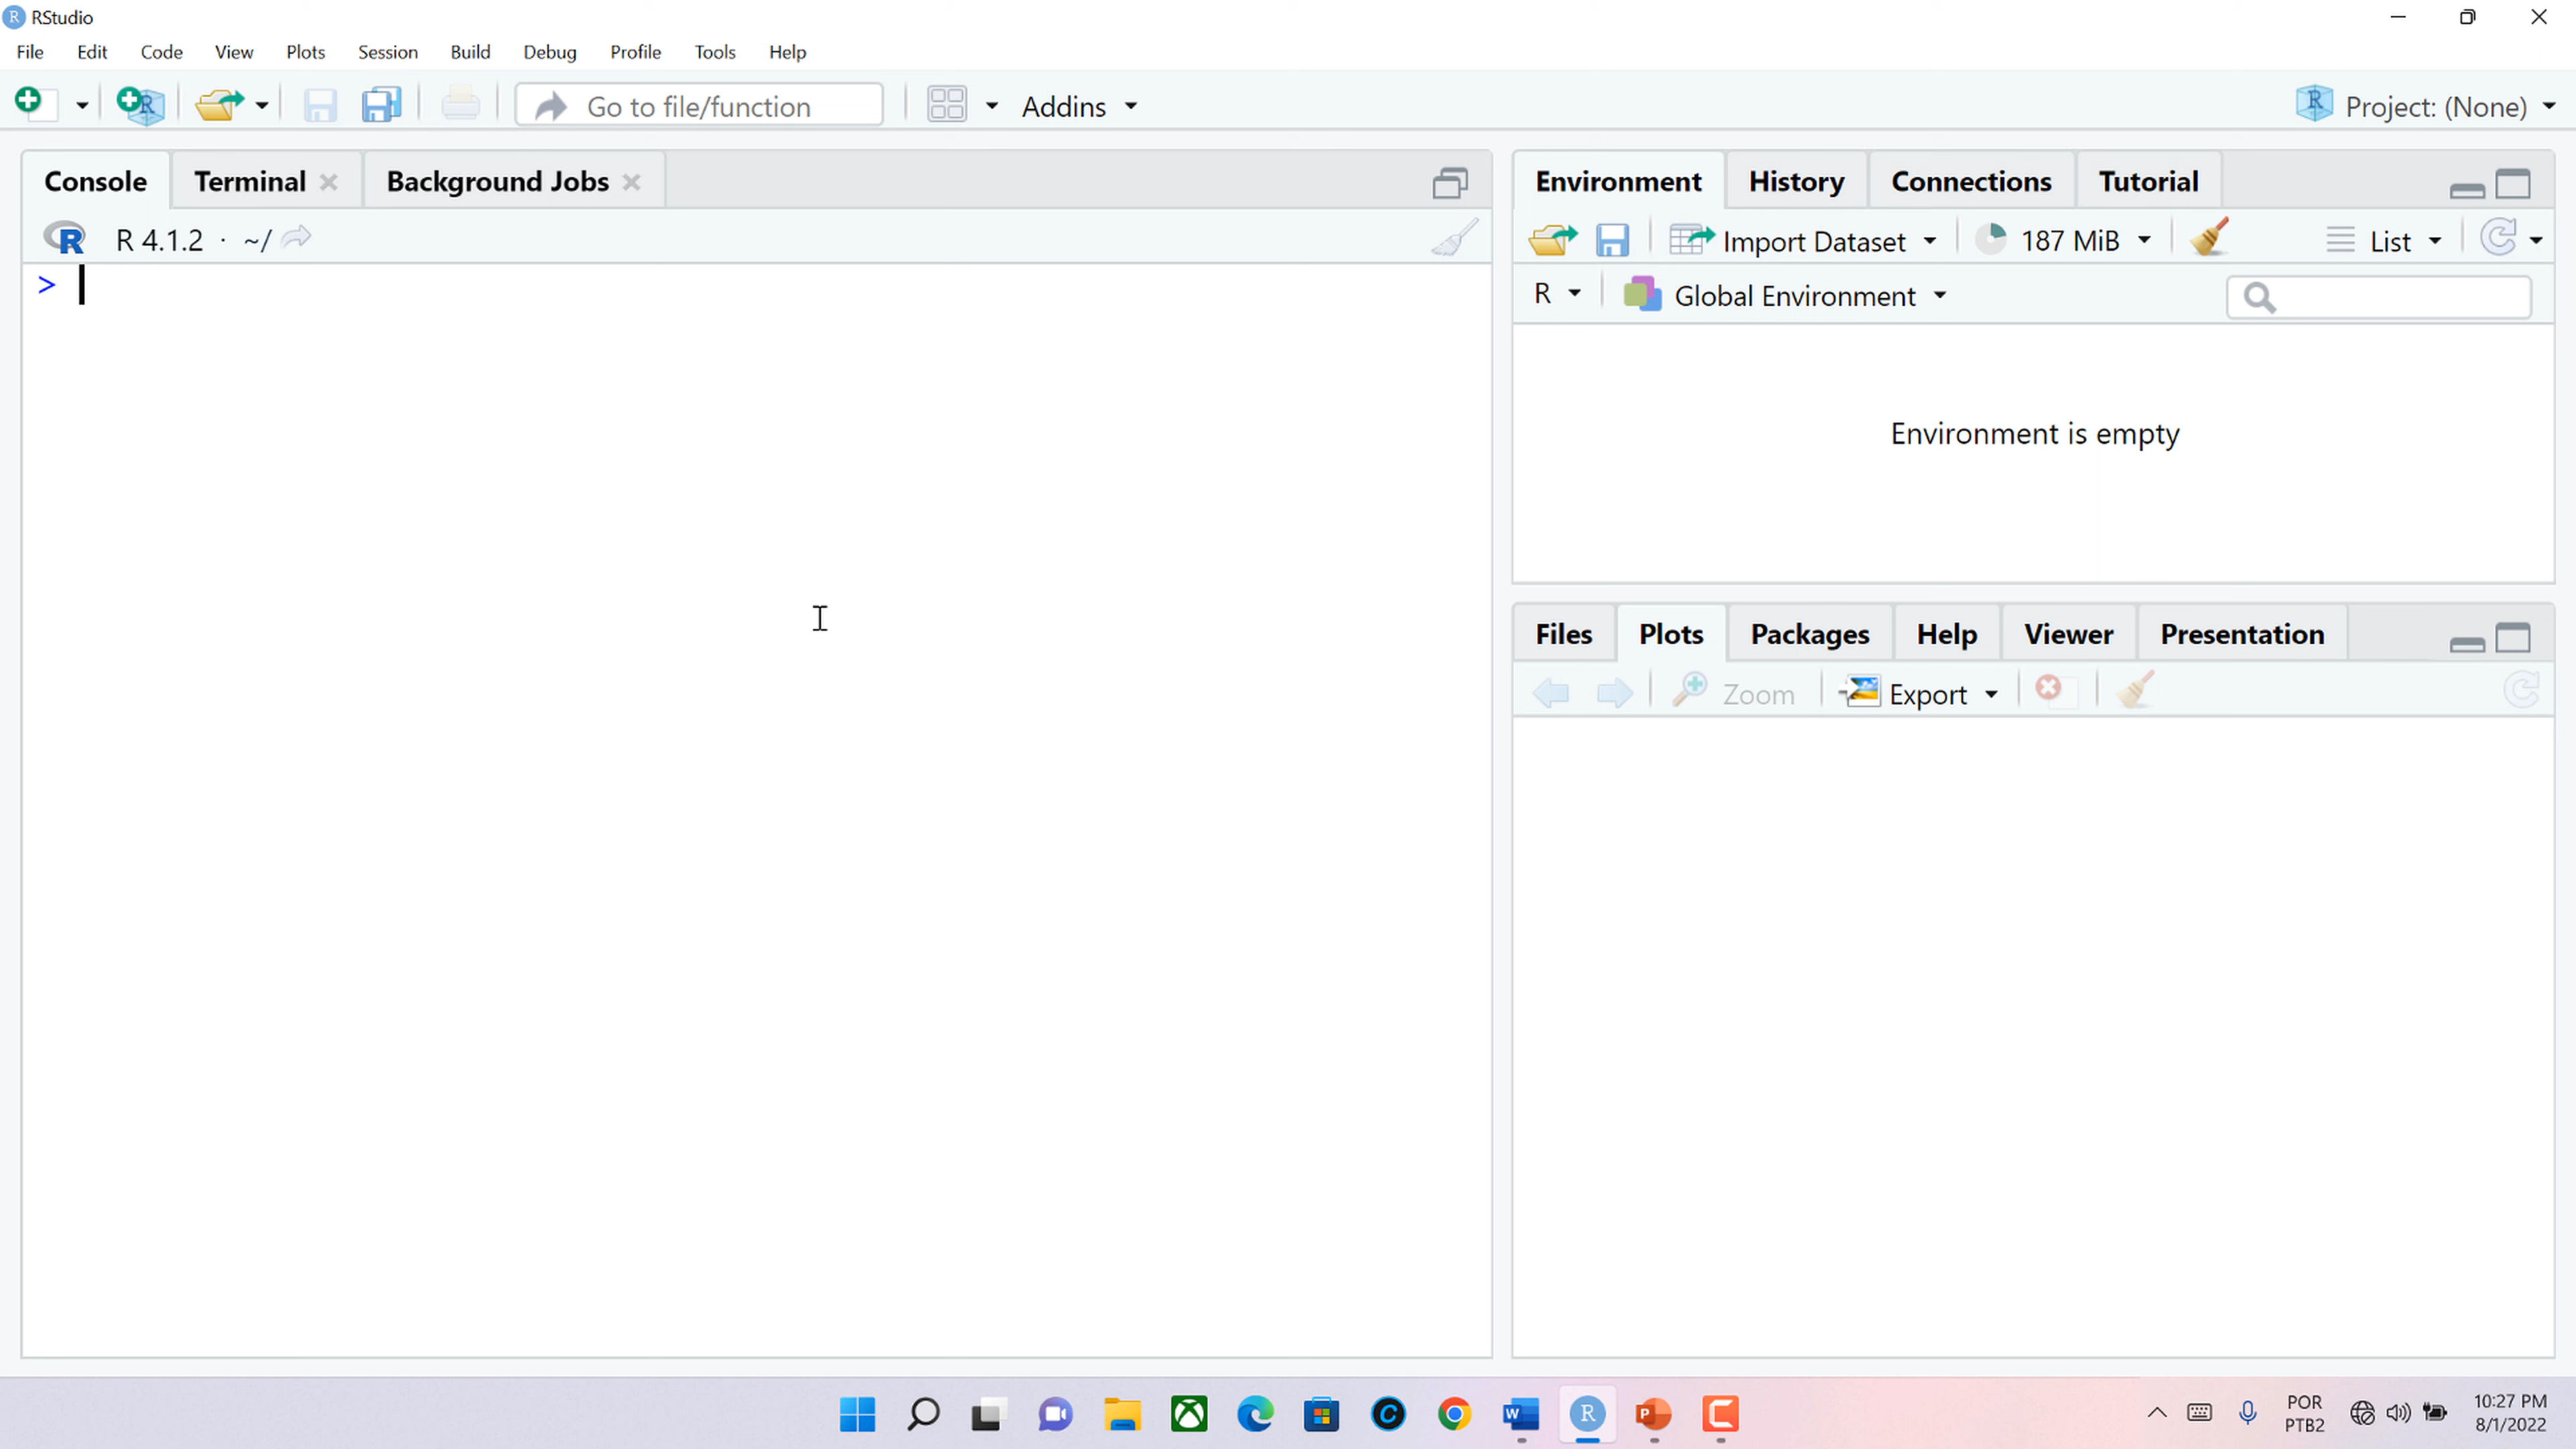 RStudio
File Edit Code View Plots Session Build Debug Profile Tools Help
Go to file/function Addins Project: (None)
Console Terminal Background Jobs
R 4.1.2 · ~/
>
Environment History Connections Tutorial
Import Dataset 187 MiB List
R Global Environment
Environment is empty
Files Plots Packages Help Viewer Presentation
Zoom Export
POR
PTB2
10:27 PM
8/1/2022